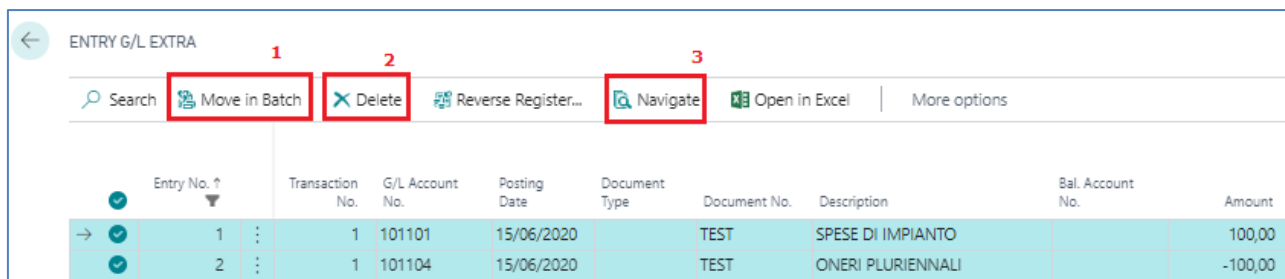 ENTRY G/L EXTRA
1 2 3
Search Move in Batch Delete Reverse Register... Navigate Open in Excel More options
Entry No. ↑ Transaction No. G/L Account No. Posting Date Document Type Document No. Description Bal. Account No. Amount
1 1 101101 15/06/2020 TEST SPESE DI IMPIANTO 100,00
2 1 101104 15/06/2020 TEST ONERI PLURIENNALI -100,00